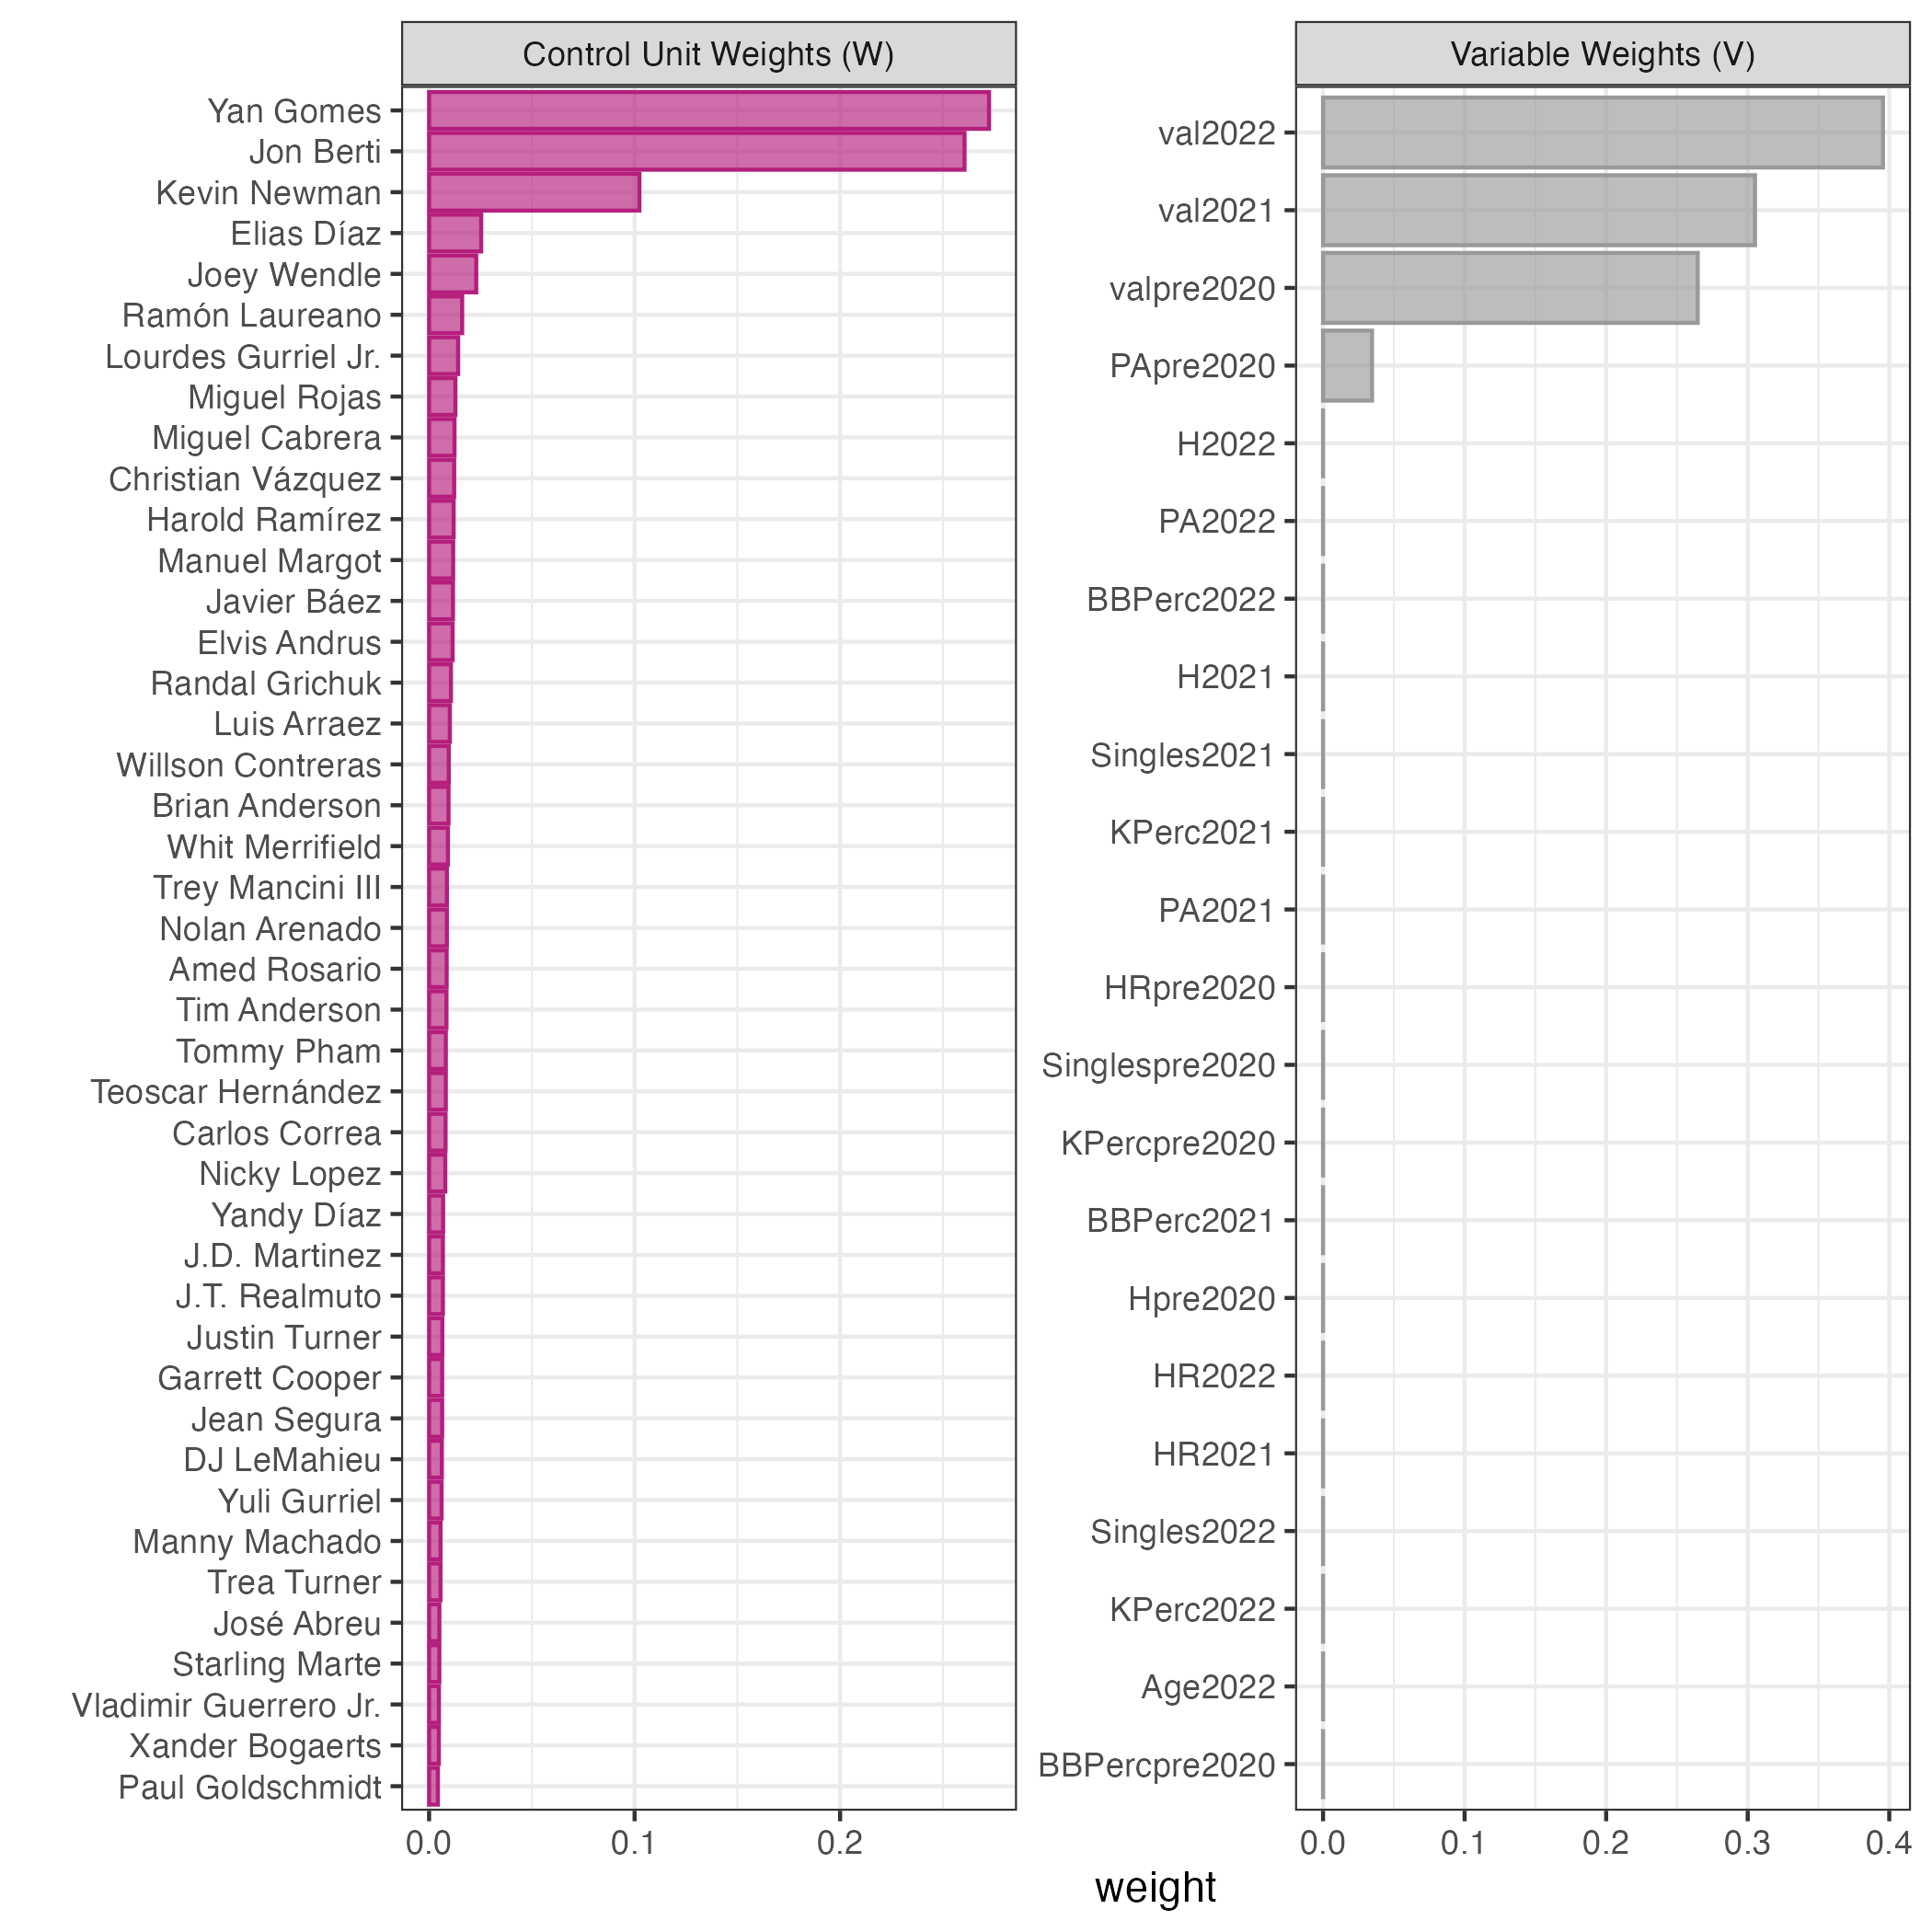 Control Unit Weights (W)
Yan Gomes
Jon Berti
Kevin Newman
Elias Díaz
Joey Wendle
Ramón Laureano
Lourdes Gurriel Jr.
Miguel Rojas
Miguel Cabrera
Christian Vázquez
Harold Ramírez
Manuel Margot
Javier Báez
Elvis Andrus
Randal Grichuk
Luis Arraez
Willson Contreras
Brian Anderson
Whit Merrifield
Trey Mancini III
Nolan Arenado
Amed Rosario
Tim Anderson
Tommy Pham
Teoscar Hernández
Carlos Correa
Nicky Lopez
Yandy Díaz
J.D. Martinez
J.T. Realmuto
Justin Turner
Garrett Cooper
Jean Segura
DJ LeMahieu
Yuli Gurriel
Manny Machado
Trea Turner
José Abreu
Starling Marte
Vladimir Guerrero Jr.
Xander Bogaerts
Paul Goldschmidt
0.0 0.1 0.2
Variable Weights (V)
val2022
val2021
valpre2020
PApre2020
H2022
PA2022
BBPerc2022
H2021
Singles2021
KPerc2021
PA2021
HRpre2020
Singlespre2020
KPercpre2020
BBPerc2021
Hpre2020
HR2022
HR2021
Singles2022
KPerc2022
Age2022
BBPercpre2020
0.0 0.1 0.2 0.3 0.4
weight